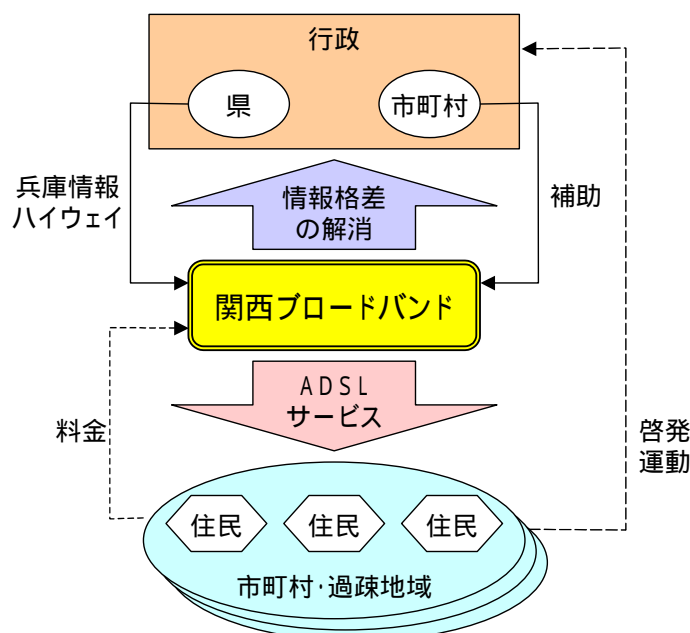 行政
県
市町村
兵庫情報
ハイウェイ
情報格差
の解消
補助
関西ブロードバンド
ADSL
サービス
料金
啓発
運動
住民
住民
住民
市町村･過疎地域